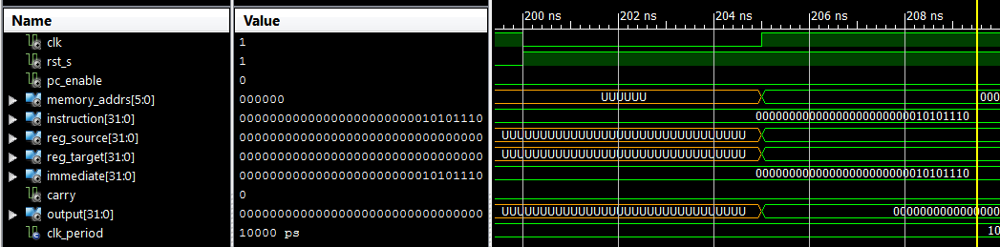 Name Value 200 ns 202 ns 204 ns 206 ns 208 ns
clk 1
rst_s 1
pc_enable 0
memory_addrs[5:0] 000000 UUUUUU 000
instruction[31:0] 00000000000000000000000010101110 00000000000000000000000010101110
reg_source[31:0] 00000000000000000000000000000000 UUUUUUUUUUUUUUUUUUUUUUUUUUUUUUUU
reg_target[31:0] 00000000000000000000000000000000 UUUUUUUUUUUUUUUUUUUUUUUUUUUUUUUU
immediate[31:0] 00000000000000000000000010101110 00000000000000000000000010101110
carry 0
output[31:0] 00000000000000000000000000000000 UUUUUUUUUUUUUUUUUUUUUUUUUUUUUUUU 0000000000000000
clk_period 10000 ps 10